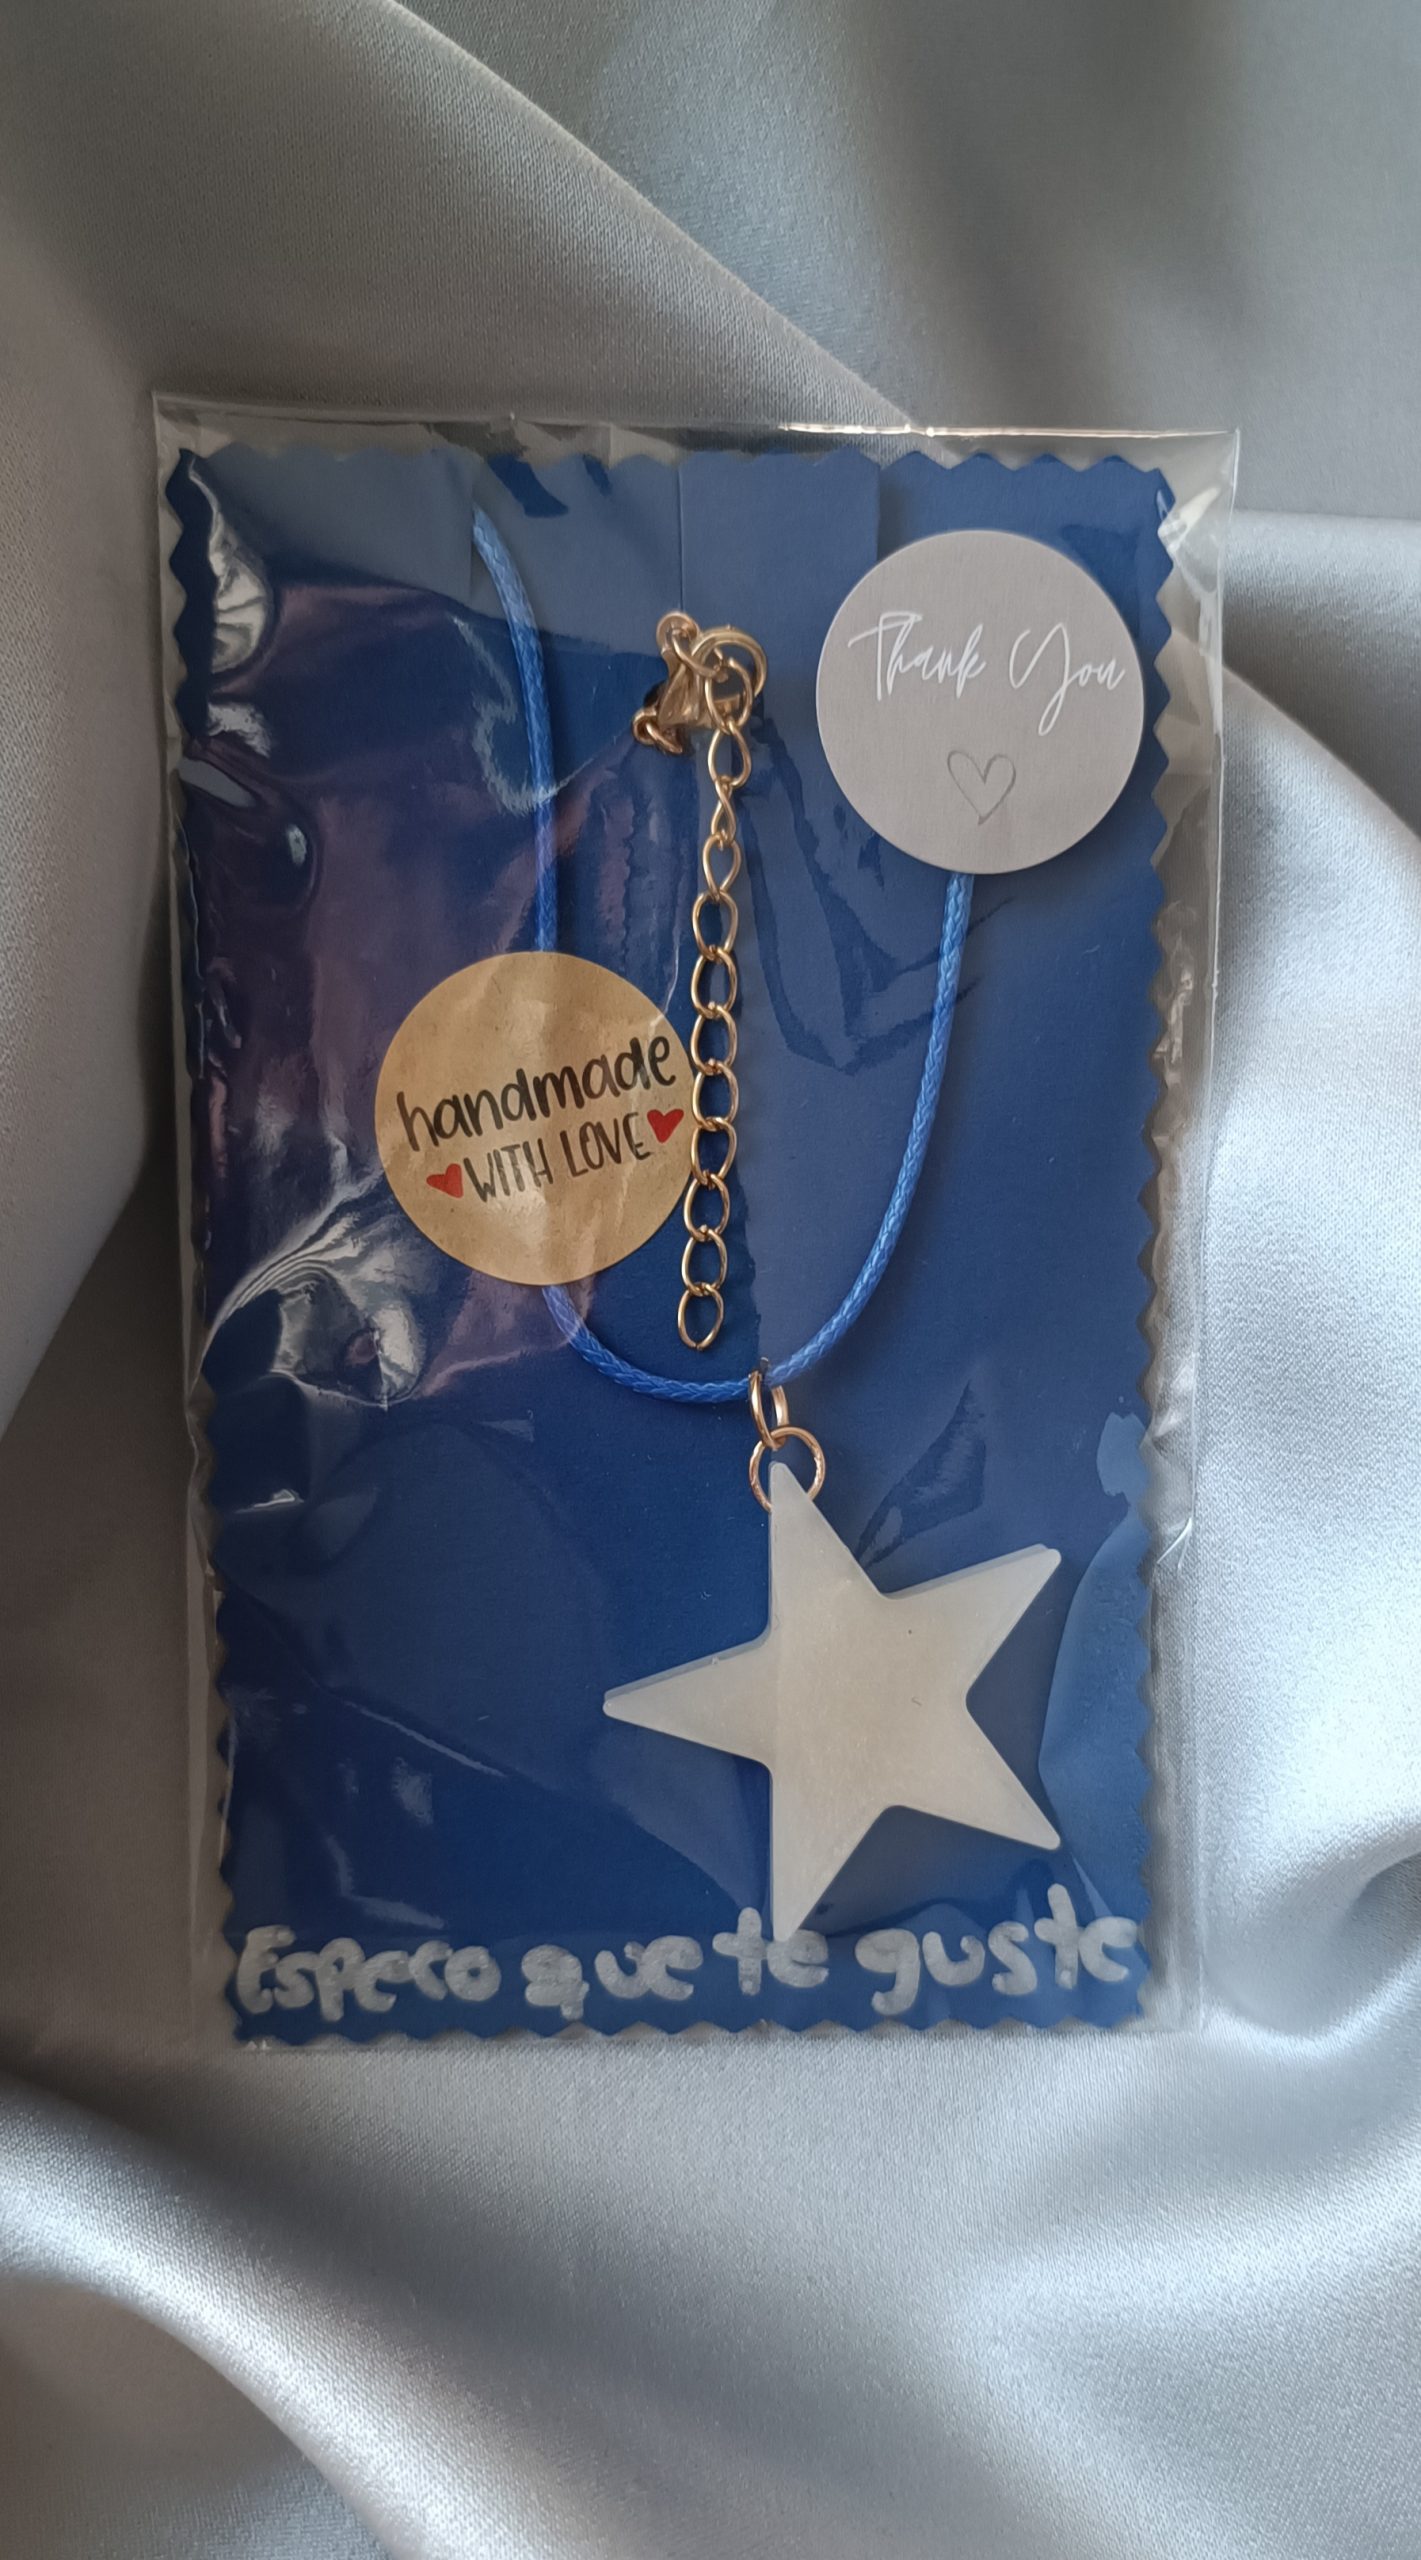 Thank You
handmade
WITH LOVE
Espero que te guste